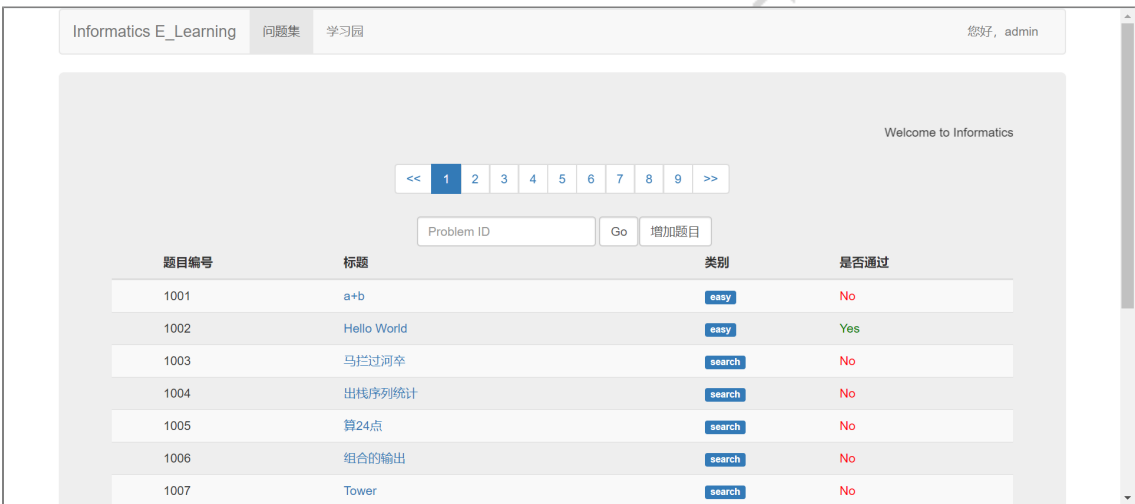 Informatics E_Learning 问题集 学习园 您好，admin
Welcome to Informatics
<< 1 2 3 4 5 6 7 8 9 >>
Problem ID Go 增加题目
题目编号 标题 类别 是否通过
1001 a+b easy No
1002 Hello World easy Yes
1003 马拦过河卒 search No
1004 出栈序列统计 search No
1005 算24点 search No
1006 组合的输出 search No
1007 Tower search No